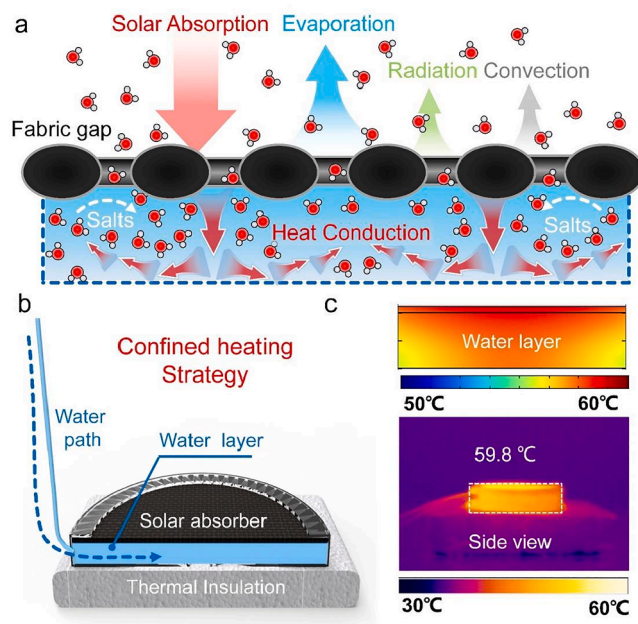 a
Solar Absorption
Evaporation
Radiation
Convection
Fabric gap
Salts
Heat Conduction
Salts
b
Confined heating
Strategy
Water
path
Water layer
Solar absorber
Thermal Insulation
c
Water layer
50℃
60℃
59.8 ℃
Side view
30℃
60℃